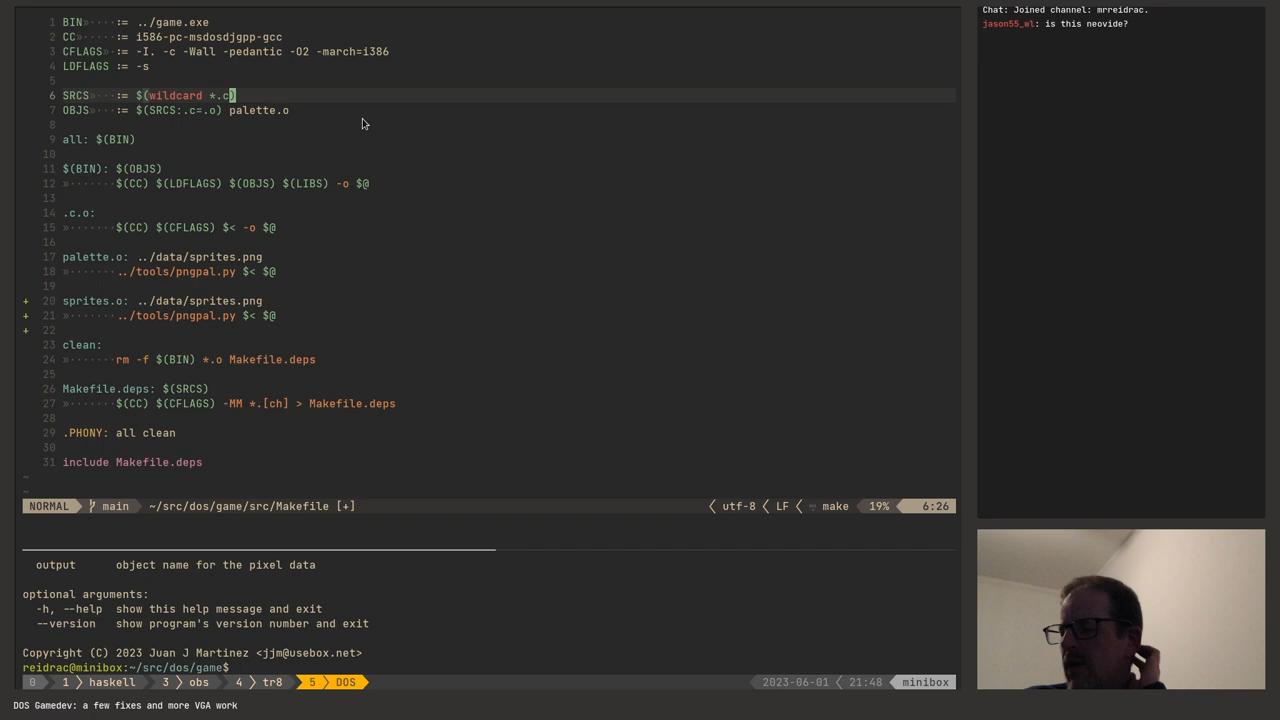 1 BIN»····:= ../game.exe
2 CC»·····:= i586-pc-msdosdjgpp-gcc
3 CFLAGS»·:= -I. -c -Wall -pedantic -O2 -march=i386
4 LDFLAGS := -s
5
6 SRCS»···:= $(wildcard *.c)
7 OBJS»···:= $(SRCS:.c=.o) palette.o
8
9 all: $(BIN)
10
11 $(BIN): $(OBJS)
12 »·······$(CC) $(LDFLAGS) $(OBJS) $(LIBS) -o $@
13
14 .c.o:
15 »·······$(CC) $(CFLAGS) $< -o $@
16
17 palette.o: ../data/sprites.png
18 »·······../tools/pngpal.py $< $@
19
+ 20 sprites.o: ../data/sprites.png
+ 21 »·······../tools/pngpal.py $< $@
+ 22
23 clean:
24 »·······rm -f $(BIN) *.o Makefile.deps
25
26 Makefile.deps: $(SRCS)
27 »·······$(CC) $(CFLAGS) -MM *.[ch] > Makefile.deps
28
29 .PHONY: all clean
30
31 include Makefile.deps
~
~
NORMAL main ~/src/dos/game/src/Makefile [+] utf-8 LF make 19% 6:26
output object name for the pixel data
optional arguments:
-h, --help show this help message and exit
--version show program's version number and exit
Copyright (C) 2023 Juan J Martinez <jjm@usebox.net>
reidrac@minibox:~/src/dos/game$
0 1 haskell 3 obs 4 tr8 5 DOS 2023-06-01 21:48 minibox
DOS Gamedev: a few fixes and more VGA work
Chat: Joined channel: mrreidrac.
jason55_wl: is this neovide?